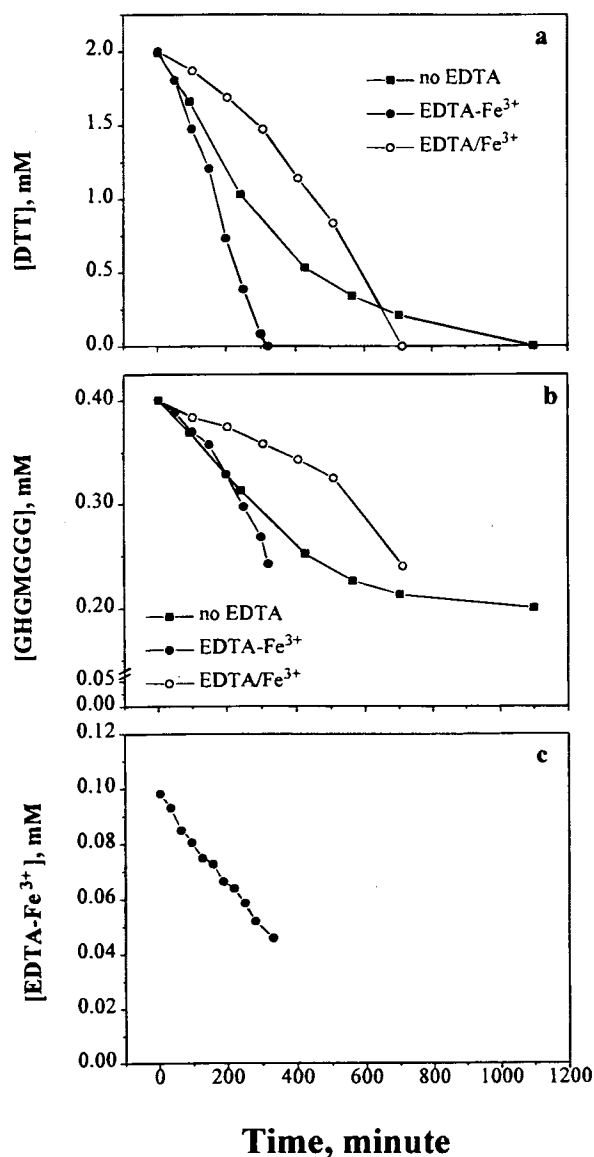 a
2.0
1.5
1.0
0.5
0.0
[DTT], mM
no EDTA
EDTA-Fe3+
EDTA/Fe3+
b
0.40
0.30
0.20
0.05
0.00
[GHGMGGG], mM
no EDTA
EDTA-Fe3+
EDTA/Fe3+
c
0.12
0.10
0.08
0.06
0.04
0.02
0.00
[EDTA-Fe3+], mM
0 200 400 600 800 1000 1200
Time, minute